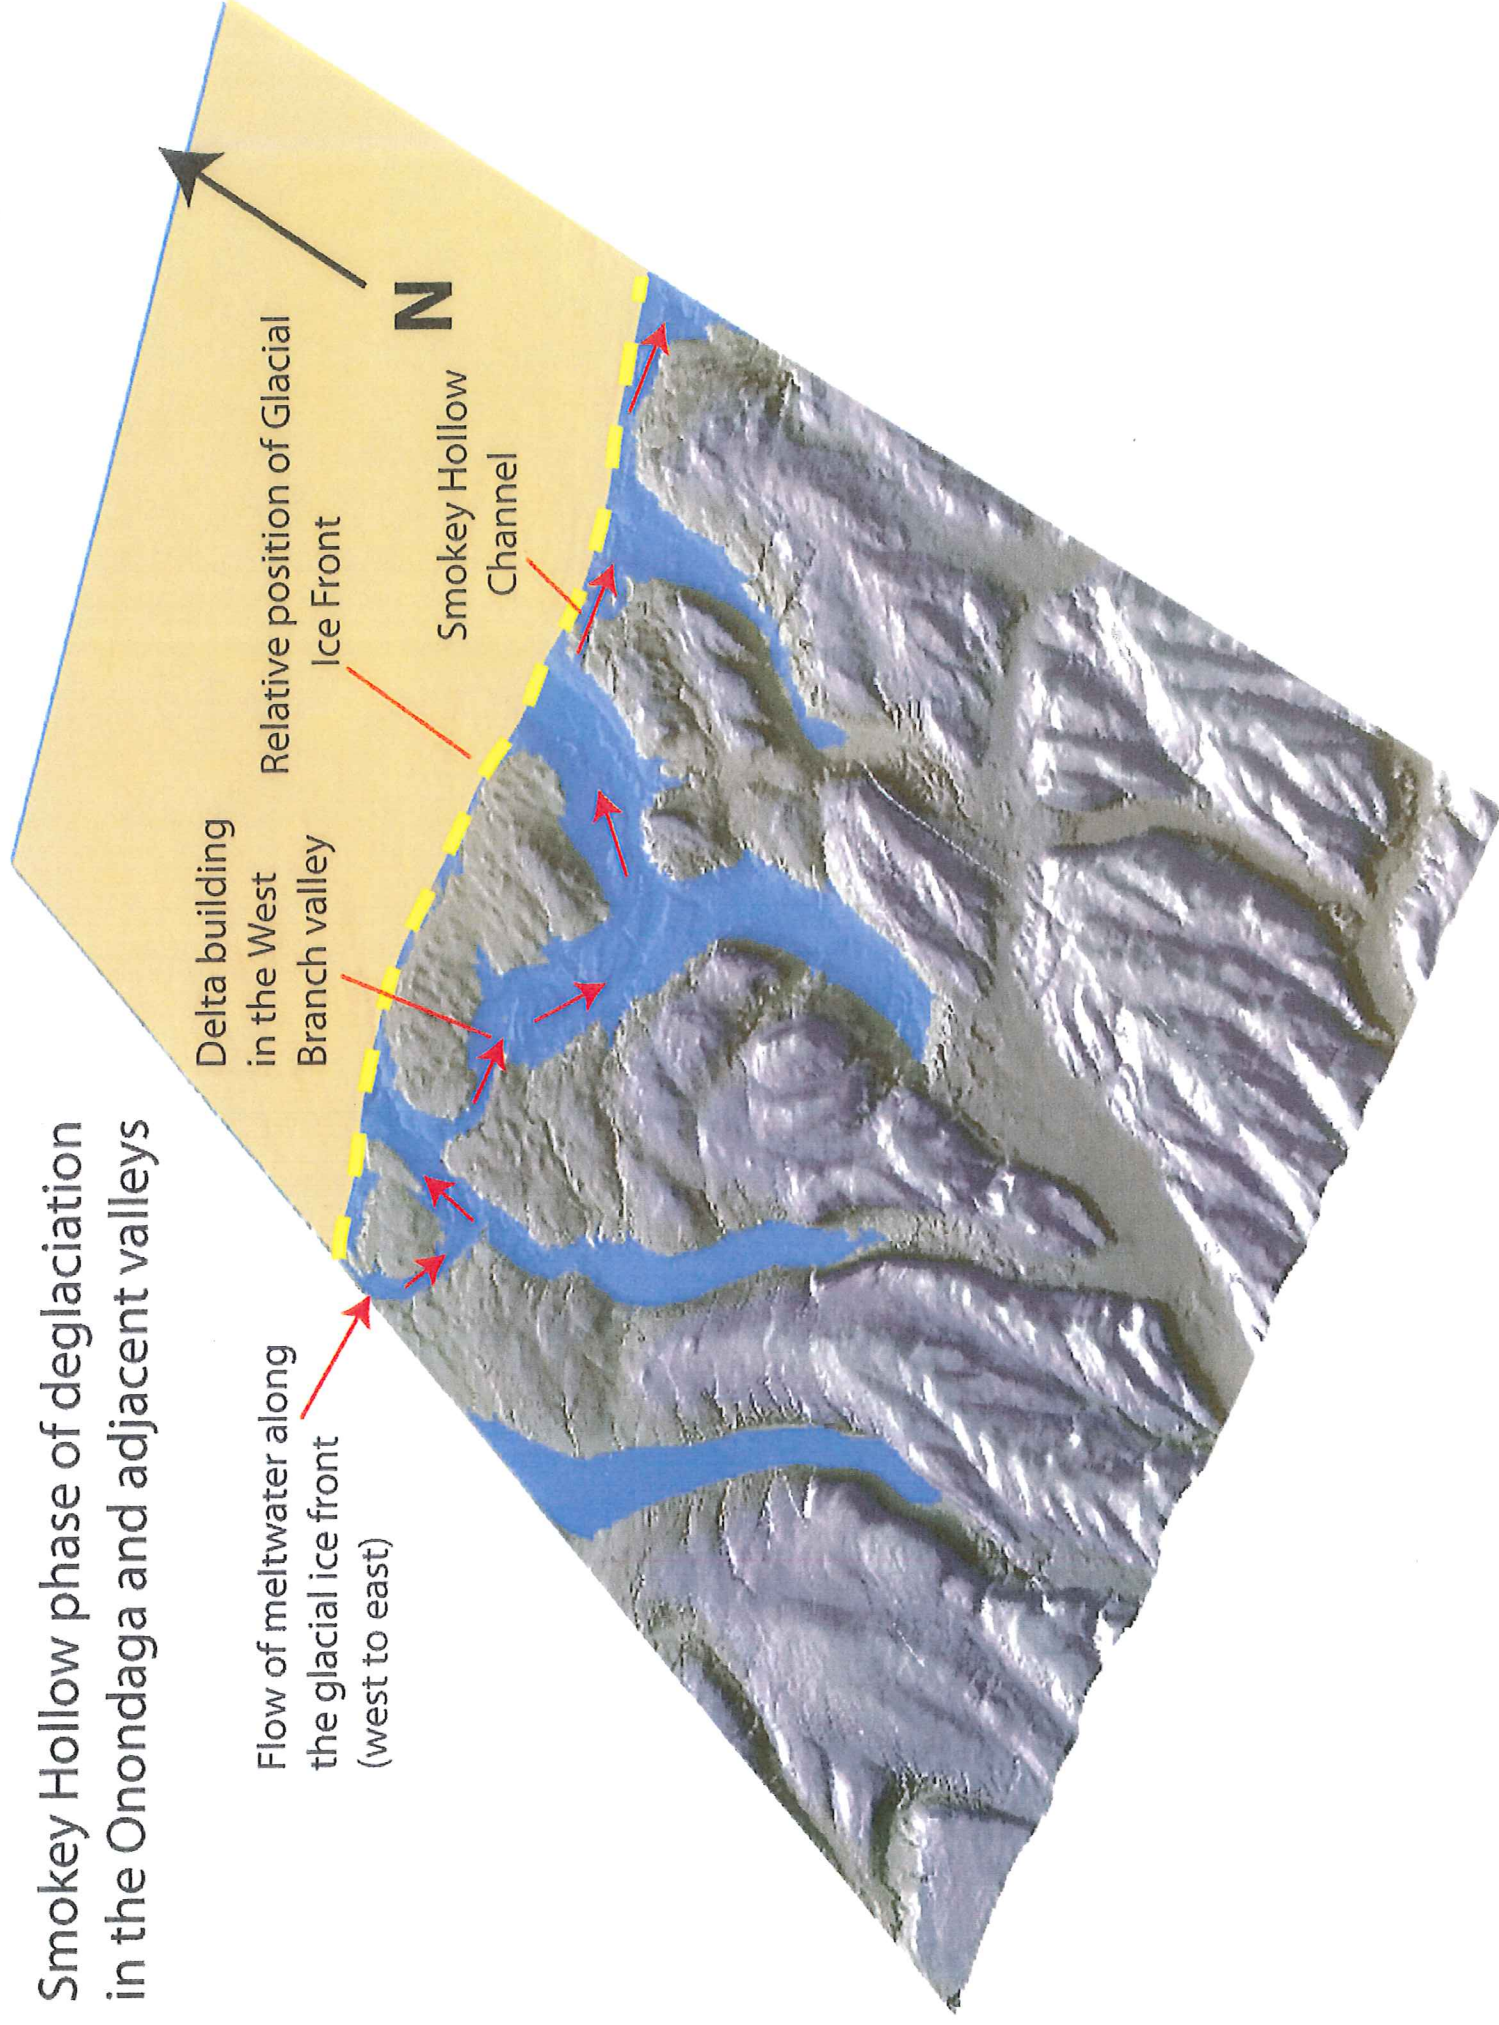 Smokey Hollow phase of deglaciation
in the Onondaga and adjacent valleys
Flow of meltwater along
the glacial ice front
(west to east)
Delta building
in the West
Branch valley
Relative position of Glacial
Ice Front
Smokey Hollow
Channel
N